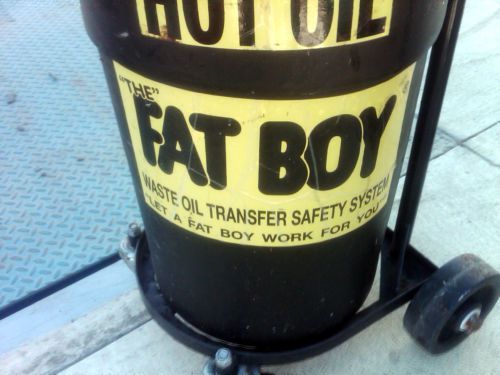 HOT OIL
"THE"
FAT BOY
WASTE OIL TRANSFER SAFETY SYSTEM
"LET A FAT BOY WORK FOR YOU"